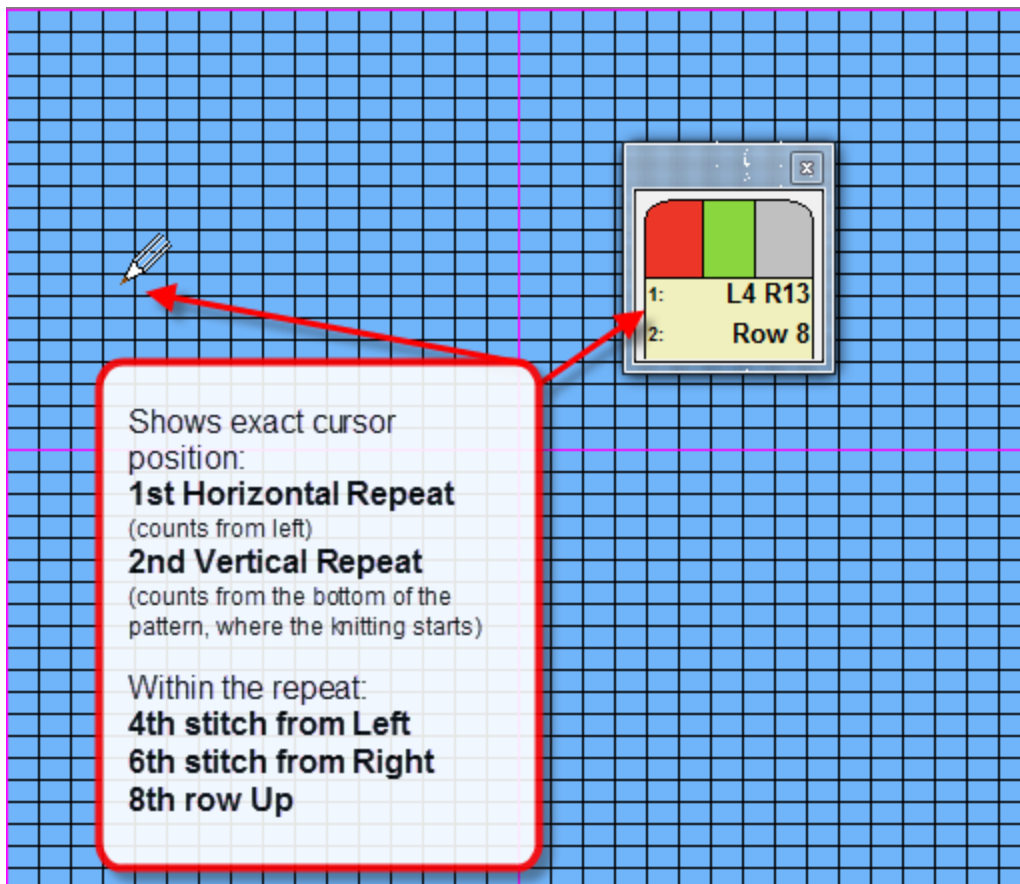 x
1: L4 R13
2: Row 8
Shows exact cursor
position:
1st Horizontal Repeat
(counts from left)
2nd Vertical Repeat
(counts from the bottom of the
pattern, where the knitting starts)
Within the repeat:
4th stitch from Left
6th stitch from Right
8th row Up